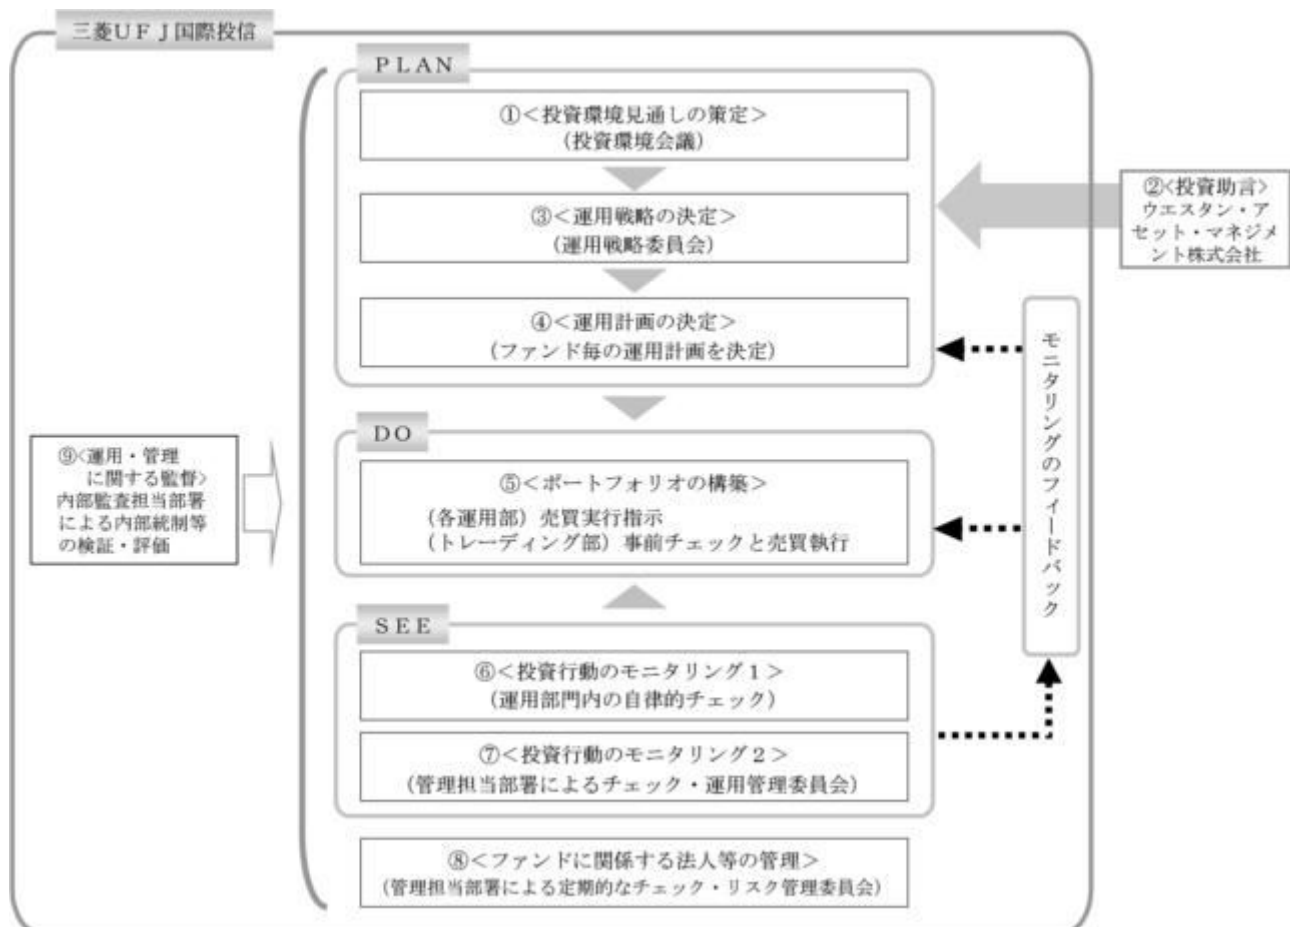 三菱UFJ国際投信
PLAN
①<投資環境見通しの策定>
(投資環境会議)
②<投資助言>
ウエスタン・ア
セット・マネジメ
ント株式会社
③<運用戦略の決定>
(運用戦略委員会)
④<運用計画の決定>
(ファンド毎の運用計画を決定)
モニタリングのフィードバック
DO
⑤<ポートフォリオの構築>
(各運用部)売買実行指示
(トレーディング部)事前チェックと売買執行
⑨<運用・管理
に関する監督>
内部監査担当部署
による内部統制等
の検証・評価
SEE
⑥<投資行動のモニタリング1>
(運用部門内の自律的チェック)
⑦<投資行動のモニタリング2>
(管理担当部署によるチェック・運用管理委員会)
⑧<ファンドに関係する法人等の管理>
(管理担当部署による定期的なチェック・リスク管理委員会)